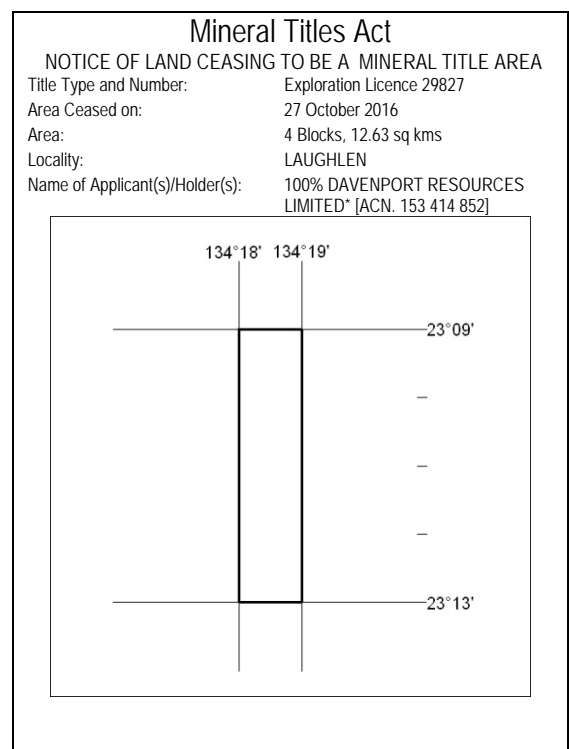 Mineral Titles Act
NOTICE OF LAND CEASING TO BE A MINERAL TITLE AREA
Title Type and Number: Exploration Licence 29827
Area Ceased on: 27 October 2016
Area: 4 Blocks, 12.63 sq kms
Locality: LAUGHLEN
Name of Applicant(s)/Holder(s): 100% DAVENPORT RESOURCES
LIMITED* [ACN. 153 414 852]
134°18' 134°19'
23°09'
23°13'